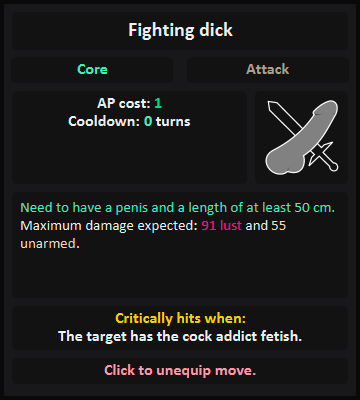 Fighting dick
Core
Attack
AP cost: 1
Cooldown: 0 turns
Need to have a penis and a length of at least 50 cm.
Maximum damage expected: 91 lust and 55
unarmed.
Critically hits when:
The target has the cock addict fetish.
Click to unequip move.